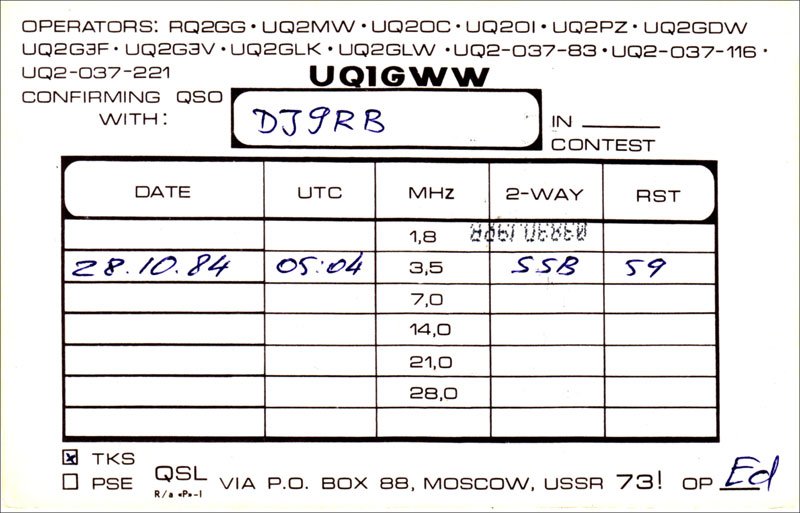 OPERATORS: RQ2GG · UQ2MW · UQ2OC · UQ2OI · UQ2PZ · UQ2GDW
UQ2G3F · UQ2G3V · UQ2GLK · UQ2GLW · UQ2-037-83 · UQ2-037-116 ·
UQ2-037-221
UQ1GWW
CONFIRMING QSO
WITH: DJ9RB IN ________
CONTEST
DATE UTC MHz 2-WAY RST
1,8
28.10.84 05:04 3,5 SSB 59
7,0
14,0
21,0
28,0
TKS
PSE QSL VIA P.O. BOX 88, MOSCOW, USSR 73! OP Ed
R/a «P»-I